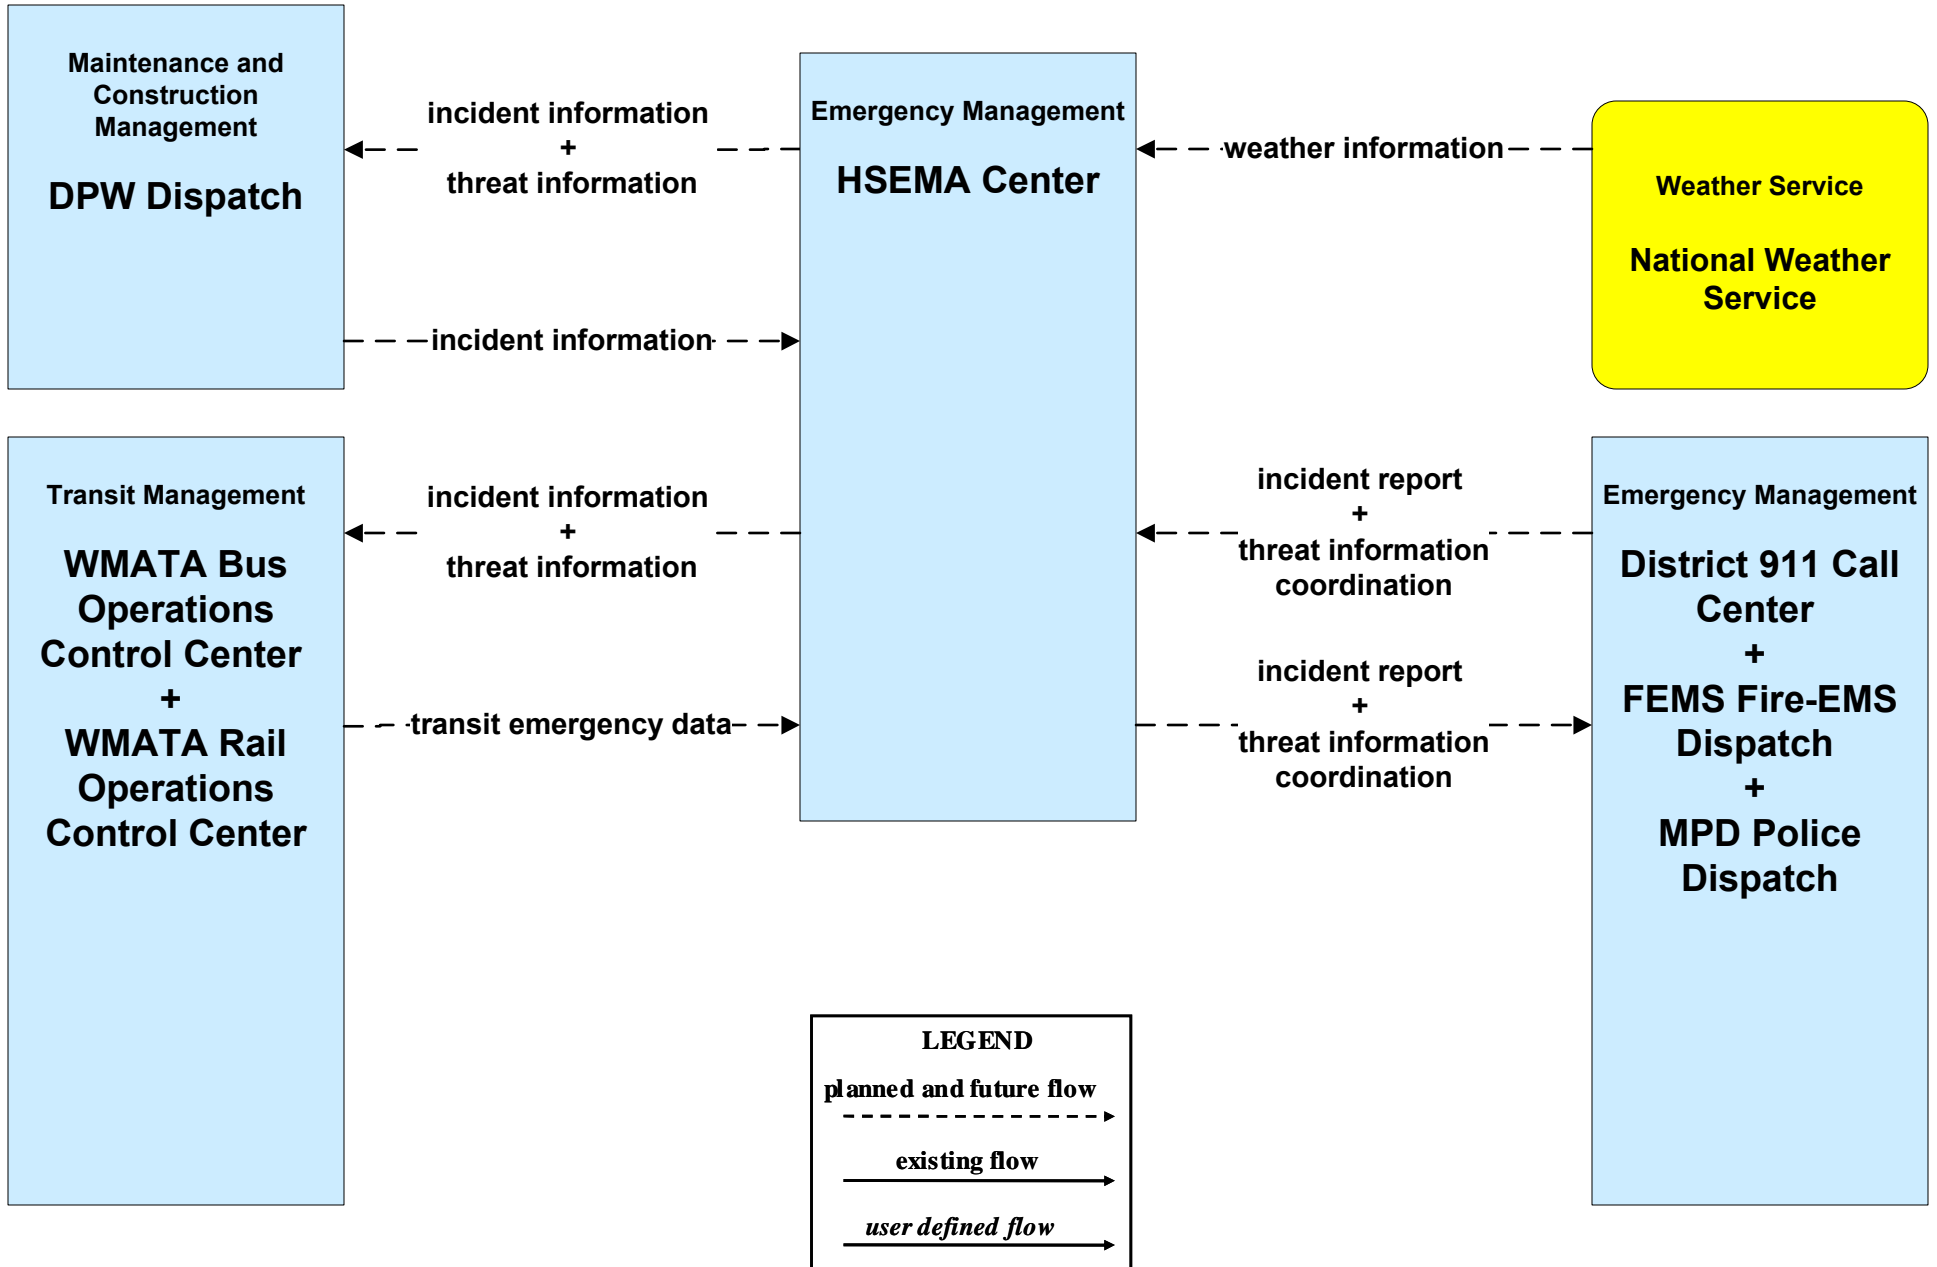 Maintenance and
Construction
Management
DPW Dispatch
incident information
+
threat information
incident information
Emergency Management
HSEMA Center
weather information
Weather Service
National Weather
Service
Transit Management
WMATA Bus
Operations
Control Center
+
WMATA Rail
Operations
Control Center
incident information
+
threat information
transit emergency data
incident report
+
threat information
coordination
incident report
+
threat information
coordination
Emergency Management
District 911 Call
Center
+
FEMS Fire-EMS
Dispatch
+
MPD Police
Dispatch
LEGEND
planned and future flow
existing flow
user defined flow